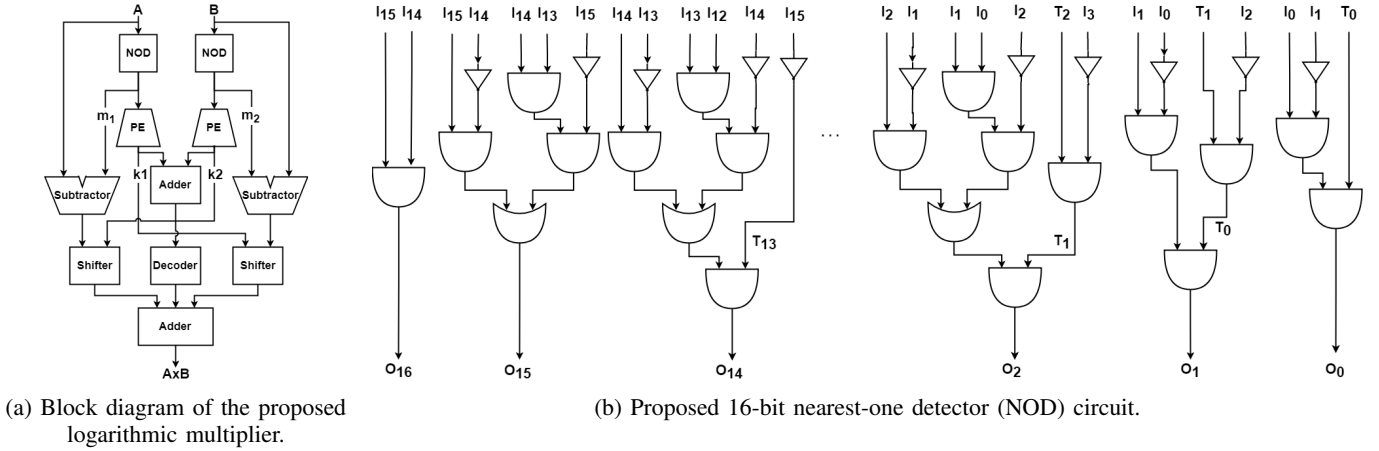 A B
NOD NOD
m1 PE PE m2
k1 Adder k2
Subtractor Subtractor
Shifter Decoder Shifter
Adder
AxB
(a) Block diagram of the proposed
logarithmic multiplier.
I15 I14 I15 I14 I14 I13 I15 I14 I13 I13 I12 I14 I15 I2 I1 I1 I0 I2 T2 I3 I1 I0 T1 I2 I0 I1 T0
...
T13 T1 T0
O16 O15 O14 O2 O1 O0
(b) Proposed 16-bit nearest-one detector (NOD) circuit.